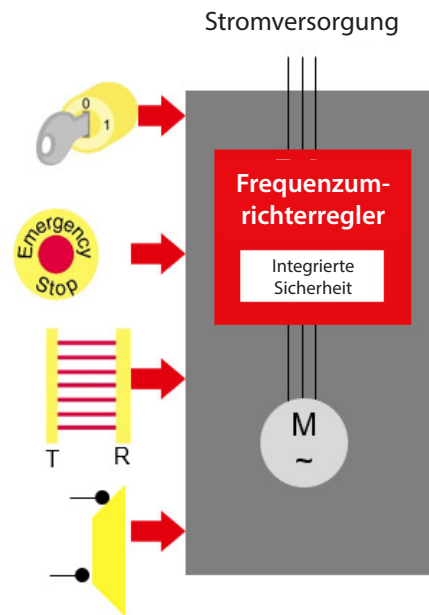 Stromversorgung
0
1
Frequenzum-
richterregler
Integrierte
Sicherheit
Emergency
Stop
T R
M
~